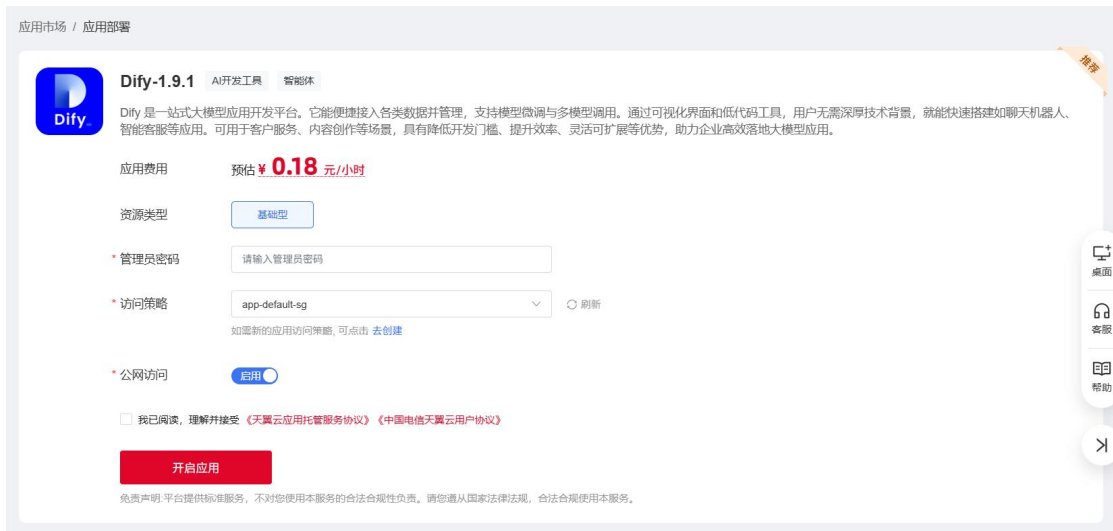 应用市场 / 应用部署
推荐
Dify-1.9.1 AI开发工具 智能体
Dify
Dify 是一站式大模型应用开发平台。它能便捷接入各类数据并管理，支持模型微调与多模型调用。通过可视化界面和低代码工具，用户无需深厚技术背景，就能快速搭建如聊天机器人、
智能客服等应用。可用于客户服务、内容创作等场景，具有降低开发门槛、提升效率、灵活可扩展等优势，助力企业高效落地大模型应用。
应用费用 预估 ¥ 0.18 元/小时
资源类型 基础型
* 管理员密码 请输入管理员密码
* 访问策略 app-default-sg 刷新
如需新的应用访问策略, 可点击 去创建
* 公网访问 启用
我已阅读，理解并接受 《天翼云应用托管服务协议》《中国电信天翼云用户协议》
开启应用
免责声明:平台提供标准服务，不对您使用本服务的合法合规性负责。请您遵从国家法律法规，合法合规使用本服务。
桌面
客服
帮助